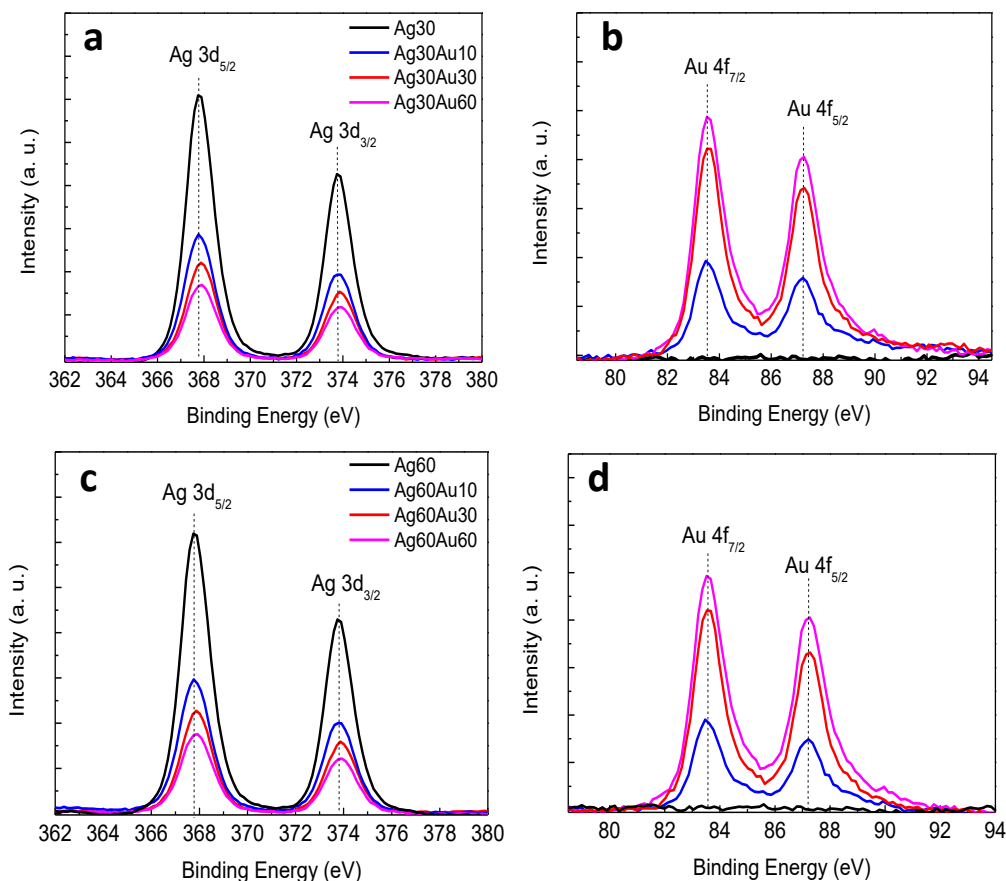 a
Ag 3d5/2
Ag 3d3/2
Ag30
Ag30Au10
Ag30Au30
Ag30Au60
Intensity (a. u.)
362 364 366 368 370 372 374 376 378 380
Binding Energy (eV)
b
Au 4f7/2
Au 4f5/2
Intensity (a. u.)
80 82 84 86 88 90 92 94
Binding Energy (eV)
c
Ag 3d5/2
Ag 3d3/2
Ag60
Ag60Au10
Ag60Au30
Ag60Au60
Intensity (a. u.)
362 364 366 368 370 372 374 376 378 380
Binding Energy (eV)
d
Au 4f7/2
Au 4f5/2
Intensity (a. u.)
80 82 84 86 88 90 92 94
Binding Energy (eV)